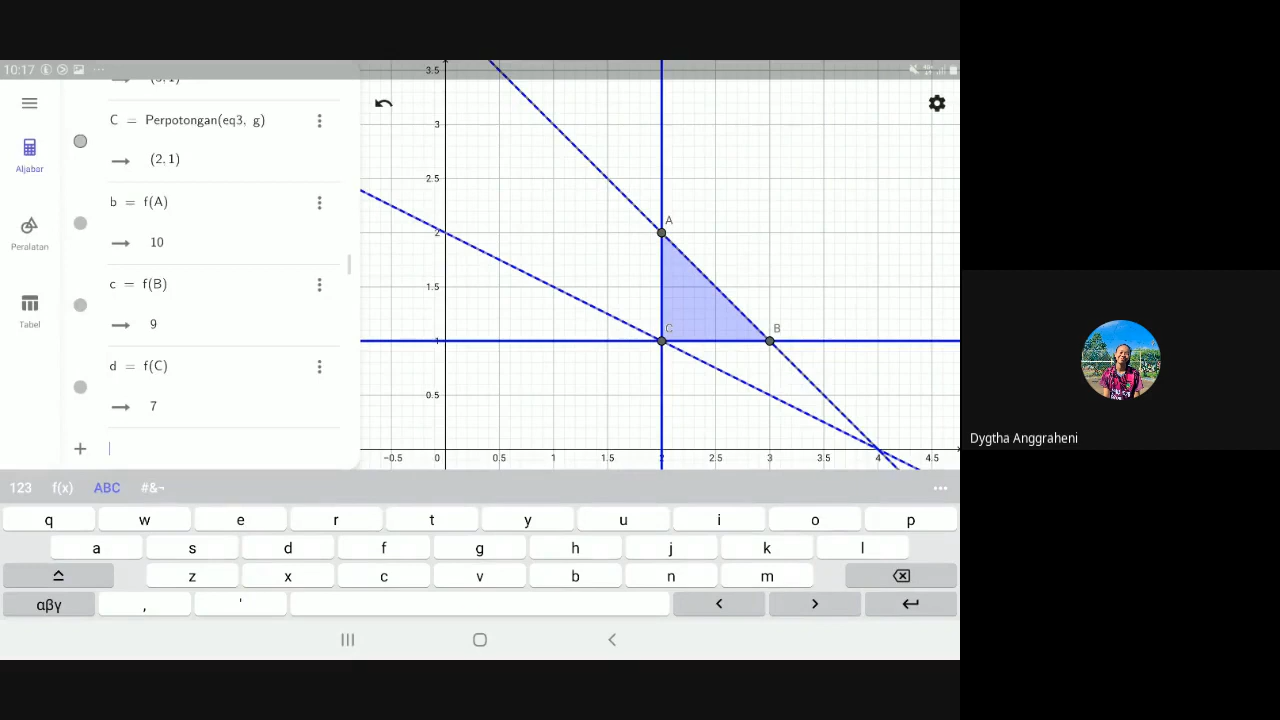 10:17
(3, 1)
C = Perpotongan(eq3, g)
→ (2, 1)
b = f(A)
→ 10
c = f(B)
→ 9
d = f(C)
→ 7
+
Aljabar
Peralatan
Tabel
3.5
3
2.5
2
1.5
1
0.5
−0.5 0 0.5 1 1.5 2 2.5 3 3.5 4 4.5
A
C
B
123 f(x) ABC #&¬
q w e r t y u i o p
a s d f g h j k l
z x c v b n m
αβγ , ' < >
Dygtha Anggraheni